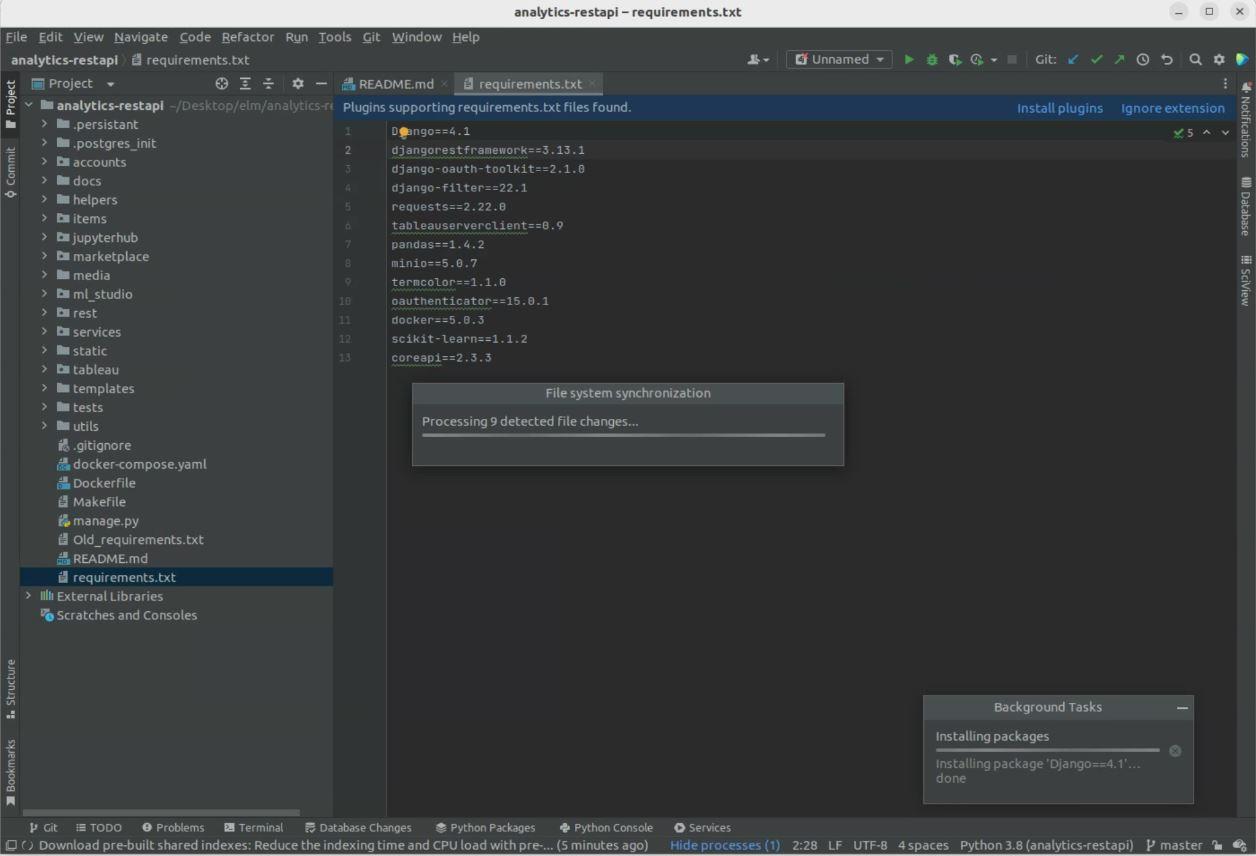 analytics-restapi – requirements.txt
File Edit View Navigate Code Refactor Run Tools Git Window Help
analytics-restapi requirements.txt
Unnamed
Git:
Project
README.md
requirements.txt
Project
Commit
Structure
Bookmarks
analytics-restapi ~/Desktop/elm/analytics-re
.persistant
.postgres_init
accounts
docs
helpers
items
jupyterhub
marketplace
media
ml_studio
rest
services
static
tableau
templates
tests
utils
.gitignore
docker-compose.yaml
Dockerfile
Makefile
manage.py
Old_requirements.txt
README.md
requirements.txt
External Libraries
Scratches and Consoles
Plugins supporting requirements.txt files found. Install plugins Ignore extension
5
1 Django==4.1
2 djangorestframework==3.13.1
3 django-oauth-toolkit==2.1.0
4 django-filter==22.1
5 requests==2.22.0
6 tableauserverclient==0.9
7 pandas==1.4.2
8 minio==5.0.7
9 termcolor==1.1.0
10 oauthenticator==15.0.1
11 docker==5.0.3
12 scikit-learn==1.1.2
13 coreapi==2.3.3
File system synchronization
Processing 9 detected file changes...
Notifications
Database
SciView
Background Tasks
Installing packages
Installing package 'Django==4.1'...
done
Git TODO Problems Terminal Database Changes Python Packages Python Console Services
Download pre-built shared indexes: Reduce the indexing time and CPU load with pre-... (5 minutes ago) Hide processes (1) 2:28 LF UTF-8 4 spaces Python 3.8 (analytics-restapi) master